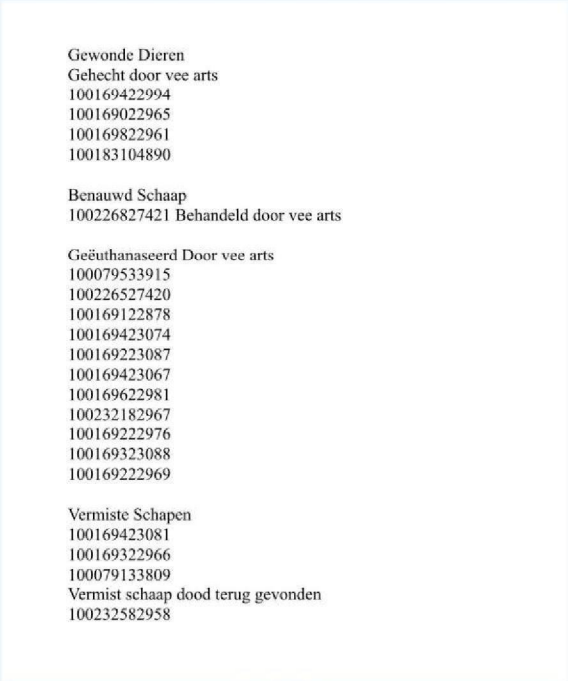 Gewonde Dieren
Gehecht door vee arts
100169422994
100169022965
100169822961
100183104890
Benauwd Schaap
100226827421 Behandeld door vee arts
Geëuthanaseerd Door vee arts
100079533915
100226527420
100169122878
100169423074
100169223087
100169423067
100169622981
100232182967
100169222976
100169323088
100169222969
Vermiste Schapen
100169423081
100169322966
100079133809
Vermist schaap dood terug gevonden
100232582958